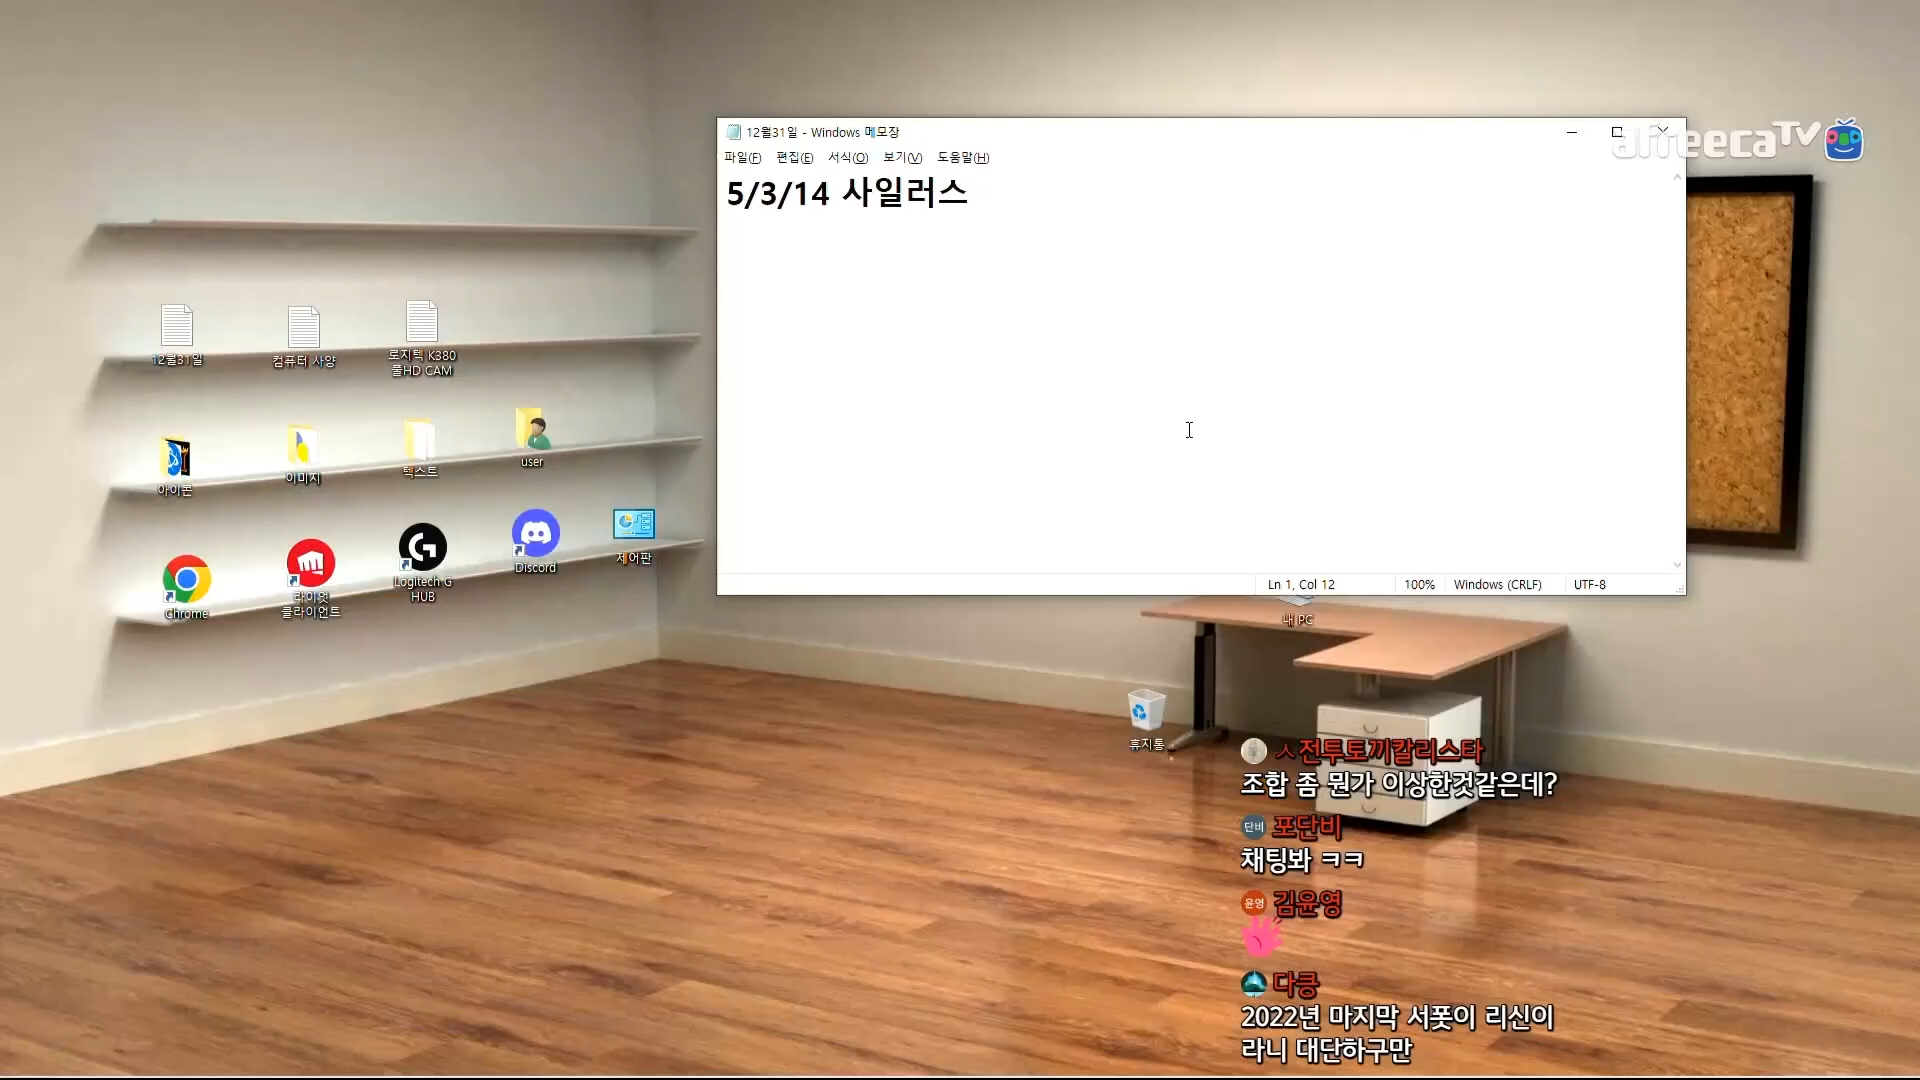 12월31일 - Windows 메모장
파일(F) 편집(E) 서식(O) 보기(V) 도움말(H)
5/3/14 사일러스
afreecaTV
12월31일
컴퓨터 사양
로지텍 K380
풀HD CAM
아이콘
이미지
텍스트
user
Chrome
라이엇
클라이언트
Logitech G
HUB
Discord
제어판
Ln 1, Col 12
100%
Windows (CRLF)
UTF-8
내 PC
휴지통
ㅅ전투토끼칼리스타
조합 좀 뭔가 이상한것같은데?
단비 포단비
채팅봐 ㅋㅋ
윤영 김윤영
다킁
2022년 마지막 서폿이 리신이
라니 대단하구만